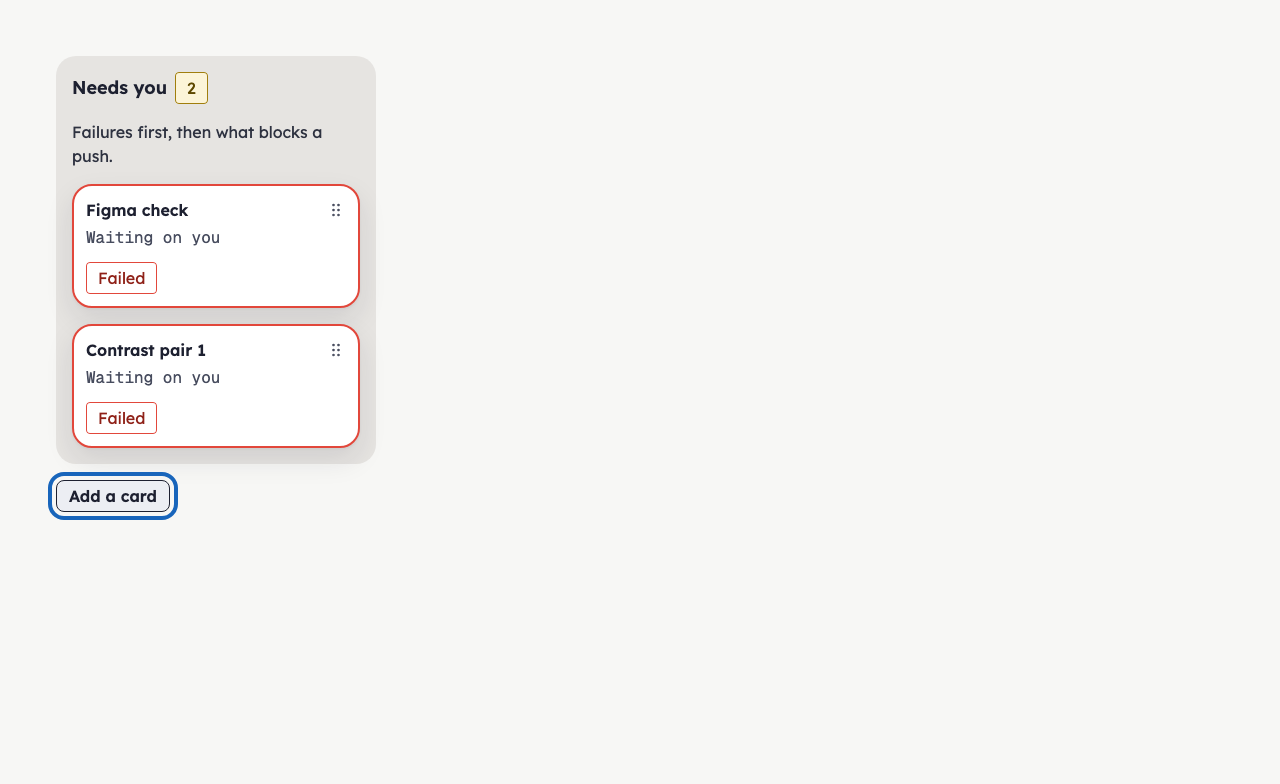 Needs you 2
Failures first, then what blocks a
push.
Figma check
Waiting on you
Failed
Contrast pair 1
Waiting on you
Failed
Add a card